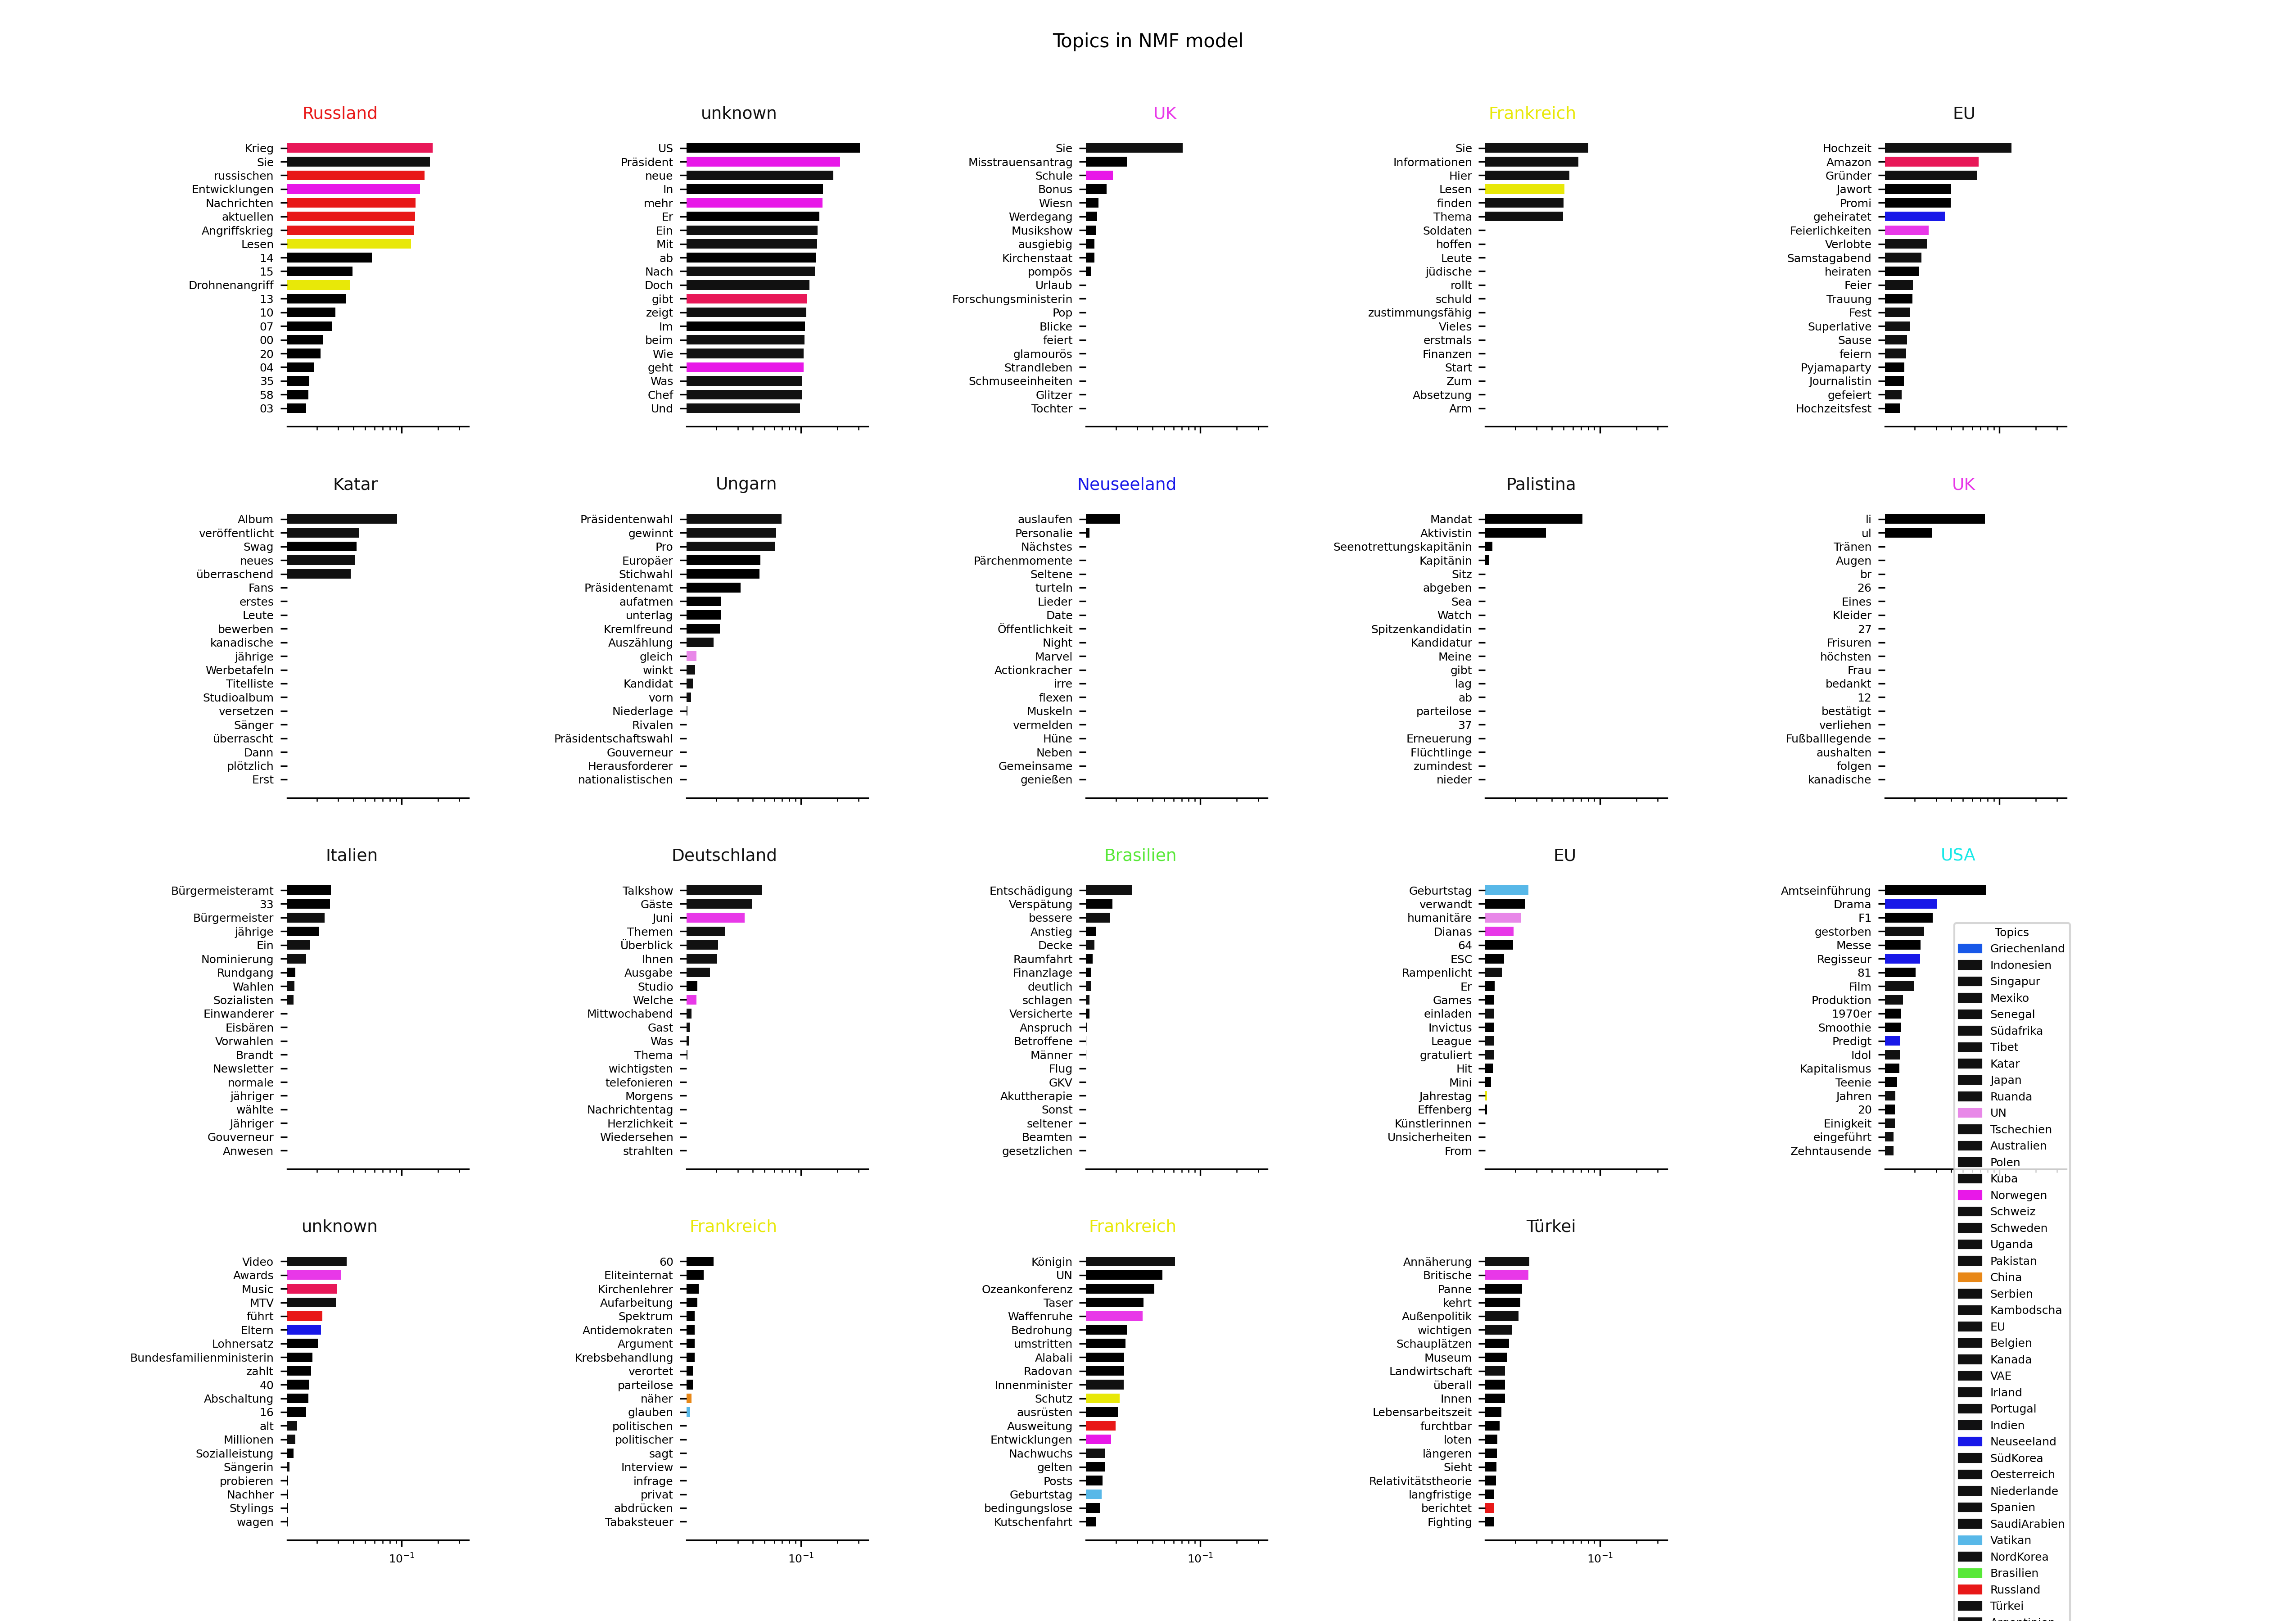 Topics in NMF model
Russland
Krieg
Sie
russischen
Entwicklungen
Nachrichten
aktuellen
Angriffskrieg
Lesen
14
15
Drohnenangriff
13
10
07
00
20
04
35
58
03
unknown
US
Präsident
neue
In
mehr
Er
Ein
Mit
ab
Nach
Doch
gibt
zeigt
Im
beim
Wie
geht
Was
Chef
Und
UK
Sie
Misstrauensantrag
Schule
Bonus
Wiesn
Werdegang
Musikshow
ausgiebig
Kirchenstaat
pompös
Urlaub
Forschungsministerin
Pop
Blicke
feiert
glamourös
Strandleben
Schmuseeinheiten
Glitzer
Tochter
Frankreich
Sie
Informationen
Hier
Lesen
finden
Thema
Soldaten
hoffen
Leute
jüdische
rollt
schuld
zustimmungsfähig
Vieles
erstmals
Finanzen
Start
Zum
Absetzung
Arm
EU
Hochzeit
Amazon
Gründer
Jawort
Promi
geheiratet
Feierlichkeiten
Verlobte
Samstagabend
heiraten
Feier
Trauung
Fest
Superlative
Sause
feiern
Pyjamaparty
Journalistin
gefeiert
Hochzeitsfest
Katar
Album
veröffentlicht
Swag
neues
überraschend
Fans
erstes
Leute
bewerben
kanadische
jährige
Werbetafeln
Titelliste
Studioalbum
versetzen
Sänger
überrascht
Dann
plötzlich
Erst
Ungarn
Präsidentenwahl
gewinnt
Pro
Europäer
Stichwahl
Präsidentenamt
aufatmen
unterlag
Kremlfreund
Auszählung
gleich
winkt
Kandidat
vorn
Niederlage
Rivalen
Präsidentschaftswahl
Gouverneur
Herausforderer
nationalistischen
Neuseeland
auslaufen
Personalie
Nächstes
Pärchenmomente
Seltene
turteln
Lieder
Date
Öffentlichkeit
Night
Marvel
Actionkracher
irre
flexen
Muskeln
vermelden
Hüne
Neben
Gemeinsame
genießen
Palistina
Mandat
Aktivistin
Seenotrettungskapitänin
Kapitänin
Sitz
abgeben
Sea
Watch
Spitzenkandidatin
Kandidatur
Meine
gibt
lag
ab
parteilose
37
Erneuerung
Flüchtlinge
zumindest
nieder
UK
li
ul
Tränen
Augen
br
26
Eines
Kleider
27
Frisuren
höchsten
Frau
bedankt
12
bestätigt
verliehen
Fußballlegende
aushalten
folgen
kanadische
Italien
Bürgermeisteramt
33
Bürgermeister
jährige
Ein
Nominierung
Rundgang
Wahlen
Sozialisten
Einwanderer
Eisbären
Vorwahlen
Brandt
Newsletter
normale
jähriger
wählte
Jähriger
Gouverneur
Anwesen
Deutschland
Talkshow
Gäste
Juni
Themen
Überblick
Ihnen
Ausgabe
Studio
Welche
Mittwochabend
Gast
Was
Thema
wichtigsten
telefonieren
Morgens
Nachrichtentag
Herzlichkeit
Wiedersehen
strahlten
Brasilien
Entschädigung
Verspätung
bessere
Anstieg
Decke
Raumfahrt
Finanzlage
deutlich
schlagen
Versicherte
Anspruch
Betroffene
Männer
Flug
GKV
Akuttherapie
Sonst
seltener
Beamten
gesetzlichen
EU
Geburtstag
verwandt
humanitäre
Dianas
64
ESC
Rampenlicht
Er
Games
einladen
Invictus
League
gratuliert
Hit
Mini
Jahrestag
Effenberg
Künstlerinnen
Unsicherheiten
From
USA
Amtseinführung
Drama
F1
gestorben
Messe
Regisseur
81
Film
Produktion
1970er
Smoothie
Predigt
Idol
Kapitalismus
Teenie
Jahren
20
Einigkeit
eingeführt
Zehntausende
unknown
Video
Awards
Music
MTV
führt
Eltern
Lohnersatz
Bundesfamilienministerin
zahlt
40
Abschaltung
16
alt
Millionen
Sozialleistung
Sängerin
probieren
Nachher
Stylings
wagen
10⁻¹
Frankreich
60
Eliteinternat
Kirchenlehrer
Aufarbeitung
Spektrum
Antidemokraten
Argument
Krebsbehandlung
verortet
parteilose
näher
glauben
politischen
politischer
sagt
Interview
infrage
privat
abdrücken
Tabaksteuer
10⁻¹
Frankreich
Königin
UN
Ozeankonferenz
Taser
Waffenruhe
Bedrohung
umstritten
Alabali
Radovan
Innenminister
Schutz
ausrüsten
Ausweitung
Entwicklungen
Nachwuchs
gelten
Posts
Geburtstag
bedingungslose
Kutschenfahrt
10⁻¹
Türkei
Annäherung
Britische
Panne
kehrt
Außenpolitik
wichtigen
Schauplätzen
Museum
Landwirtschaft
überall
Innen
Lebensarbeitszeit
furchtbar
loten
längeren
Sieht
Relativitätstheorie
langfristige
berichtet
Fighting
10⁻¹
Topics
Griechenland
Indonesien
Singapur
Mexiko
Senegal
Südafrika
Tibet
Katar
Japan
Ruanda
UN
Tschechien
Australien
Polen
Kuba
Norwegen
Schweiz
Schweden
Uganda
Pakistan
China
Serbien
Kambodscha
EU
Belgien
Kanada
VAE
Irland
Portugal
Indien
Neuseeland
SüdKorea
Oesterreich
Niederlande
Spanien
SaudiArabien
Vatikan
NordKorea
Brasilien
Russland
Türkei